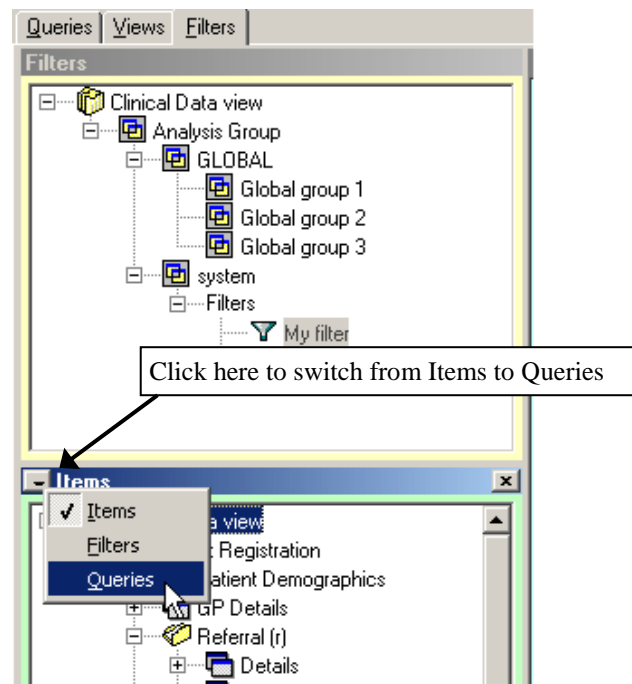 Queries Views Filters
Filters
Clinical Data view
Analysis Group
GLOBAL
Global group 1
Global group 2
Global group 3
system
Filters
My filter
Click here to switch from Items to Queries
Items
Items
a view
Registration
Filters
Queries
atient Demographics
GP Details
Referral (r)
Details